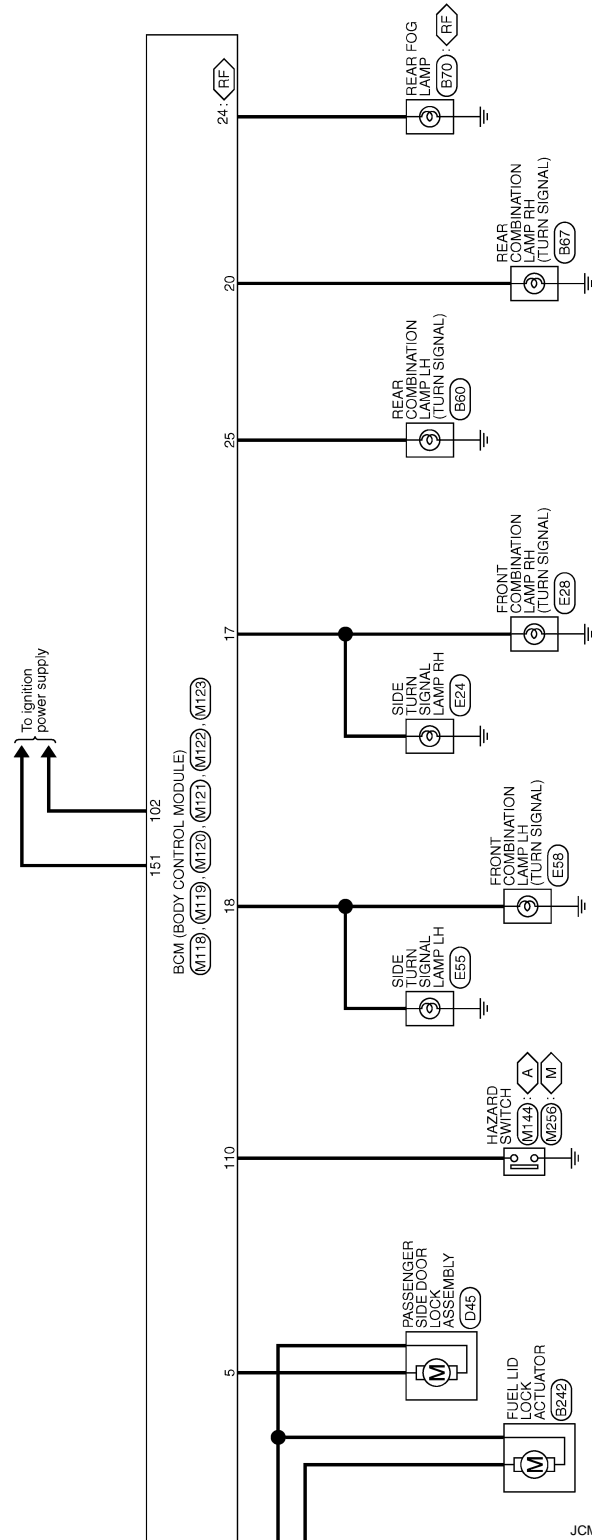 To ignition
power supply
151
102
BCM (BODY CONTROL MODULE)
M118 , M119 , M120 , M121 , M122 , M123
5
110
18
17
25
20
24 : RF
PASSENGER
SIDE DOOR
LOCK
ASSEMBLY
D45
FUEL LID
LOCK
ACTUATOR
B242
M
M
HAZARD
SWITCH
M144 : A
M256 : M
SIDE
TURN
SIGNAL
LAMP LH
E55
FRONT
COMBINATION
LAMP LH
(TURN SIGNAL)
E58
SIDE
TURN
SIGNAL
LAMP RH
E24
FRONT
COMBINATION
LAMP RH
(TURN SIGNAL)
E28
REAR
COMBINATION
LAMP LH
(TURN SIGNAL)
B60
REAR
COMBINATION
LAMP RH
(TURN SIGNAL)
B67
REAR FOG
LAMP
B70 : RF
JCM